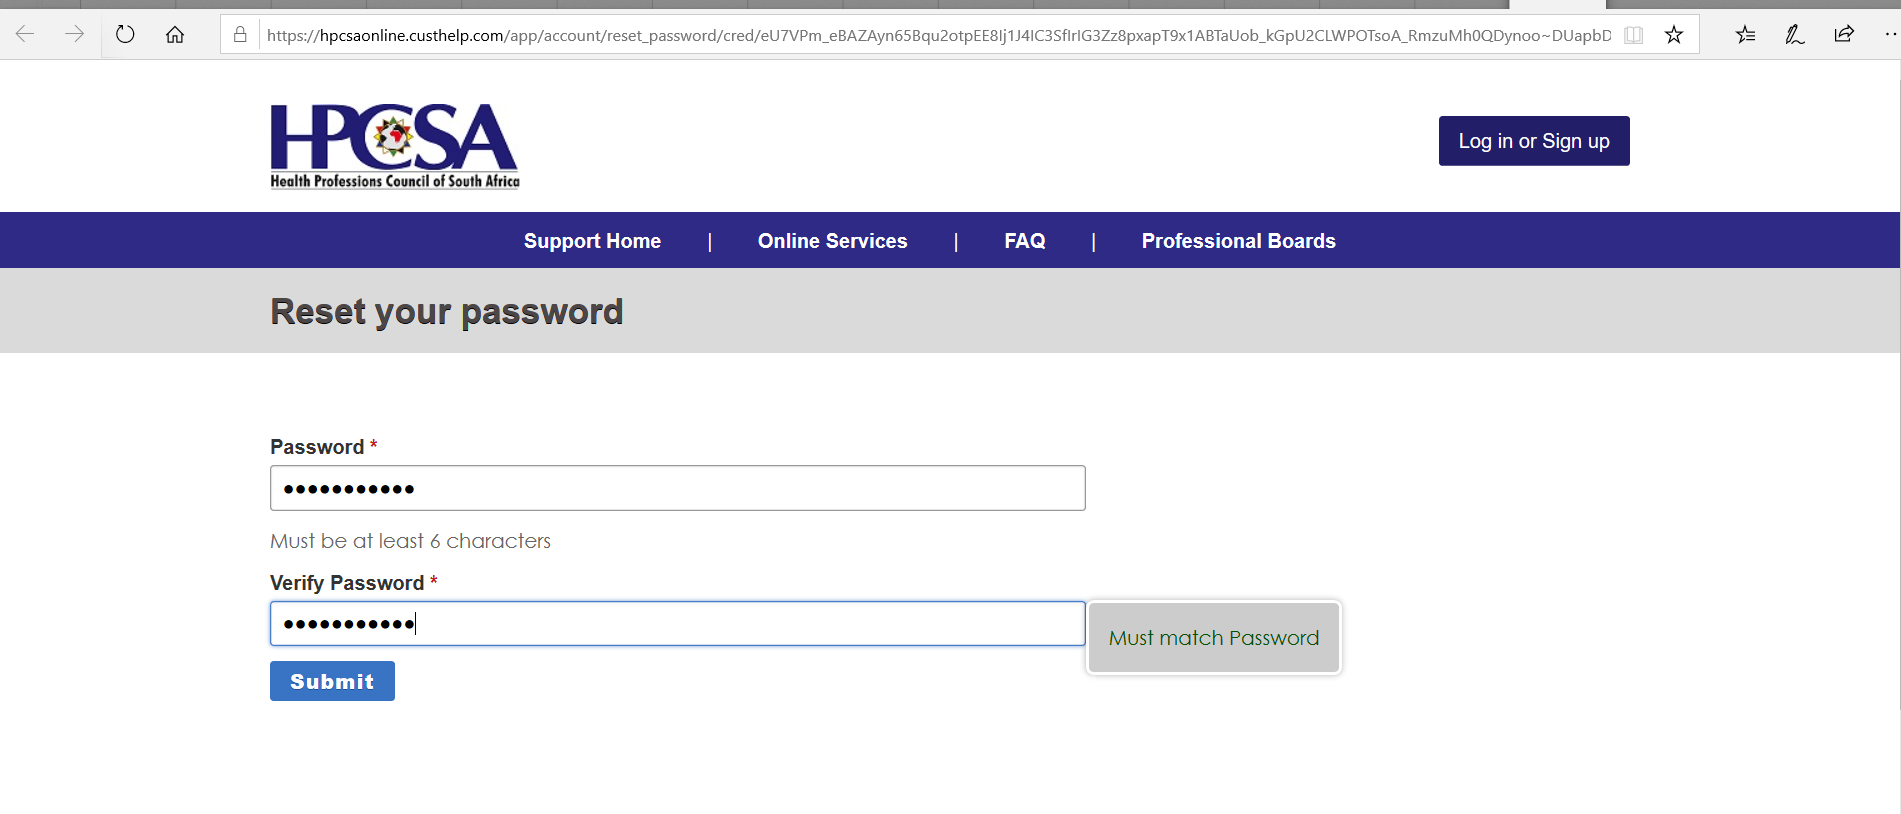 https://hpcsaonline.custhelp.com/app/account/reset_password/cred/eU7VPm_eBAZAyn65Bqu2otpEE8Ij1J4IC3SfIrIG3Zz8pxapT9x1ABTaUob_kGpU2CLWPOTsoA_RmzuMh0QDynoo~DUapbD
HPCSA
Health Professions Council of South Africa
Log in or Sign up
Support Home | Online Services | FAQ | Professional Boards
Reset your password
Password *
Must be at least 6 characters
Verify Password *
Must match Password
Submit